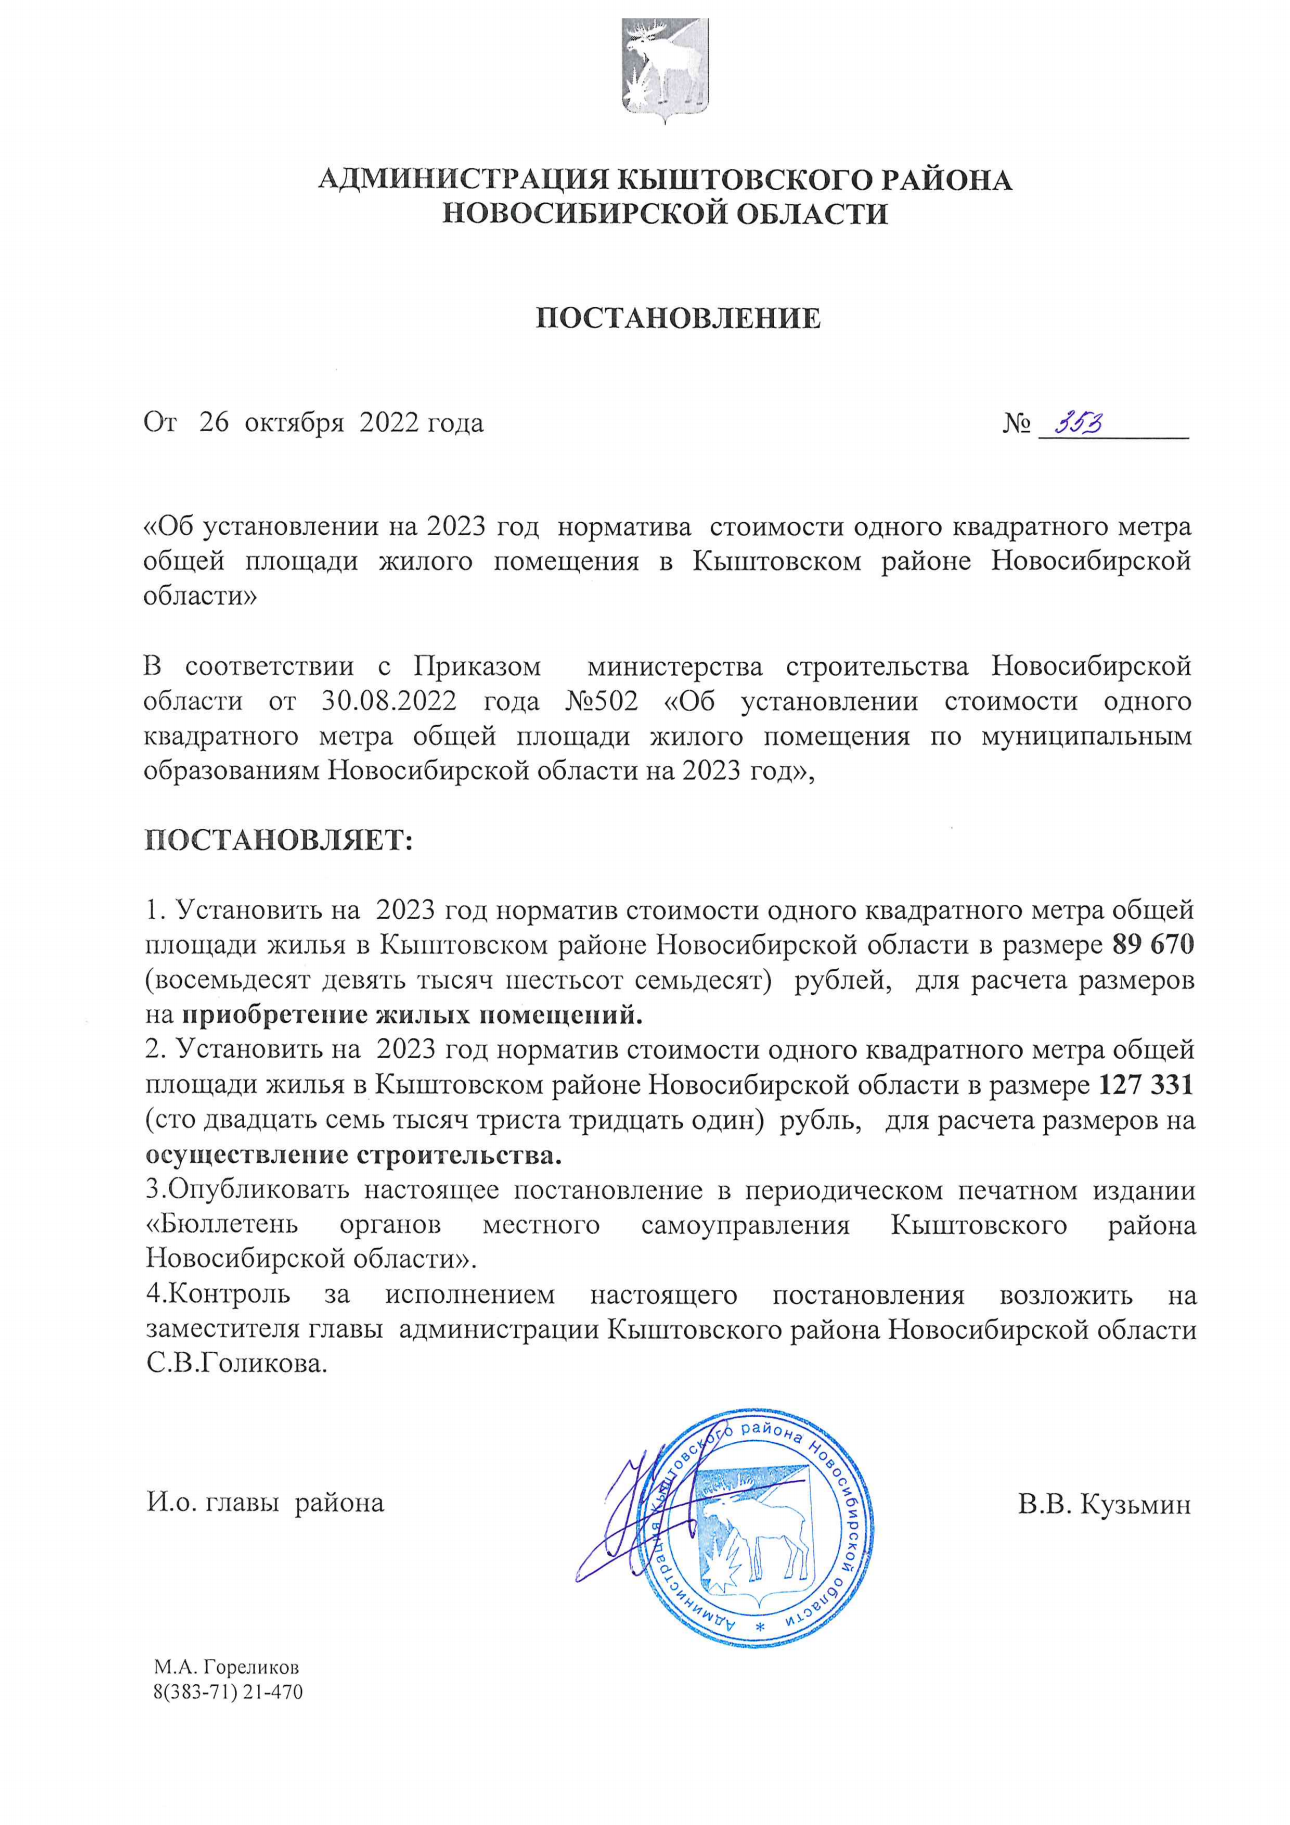 АДМИНИСТРАЦИЯ КЫШТОВСКОГО РАЙОНА
НОВОСИБИРСКОЙ ОБЛАСТИ
ПОСТАНОВЛЕНИЕ
От 26 октября 2022 года № 353
«Об установлении на 2023 год норматива стоимости одного квадратного метра
общей площади жилого помещения в Кыштовском районе Новосибирской
области»
В соответствии с Приказом министерства строительства Новосибирской
области от 30.08.2022 года №502 «Об установлении стоимости одного
квадратного метра общей площади жилого помещения по муниципальным
образованиям Новосибирской области на 2023 год»,
ПОСТАНОВЛЯЕТ:
1. Установить на 2023 год норматив стоимости одного квадратного метра общей
площади жилья в Кыштовском районе Новосибирской области в размере 89 670
(восемьдесят девять тысяч шестьсот семьдесят) рублей, для расчета размеров
на приобретение жилых помещений.
2. Установить на 2023 год норматив стоимости одного квадратного метра общей
площади жилья в Кыштовском районе Новосибирской области в размере 127 331
(сто двадцать семь тысяч триста тридцать один) рубль, для расчета размеров на
осуществление строительства.
3.Опубликовать настоящее постановление в периодическом печатном издании
«Бюллетень органов местного самоуправления Кыштовского района
Новосибирской области».
4.Контроль за исполнением настоящего постановления возложить на
заместителя главы администрации Кыштовского района Новосибирской области
С.В.Голикова.
И.о. главы района В.В. Кузьмин
Администрация Кыштовского района Новосибирской области *
М.А. Гореликов
8(383-71) 21-470